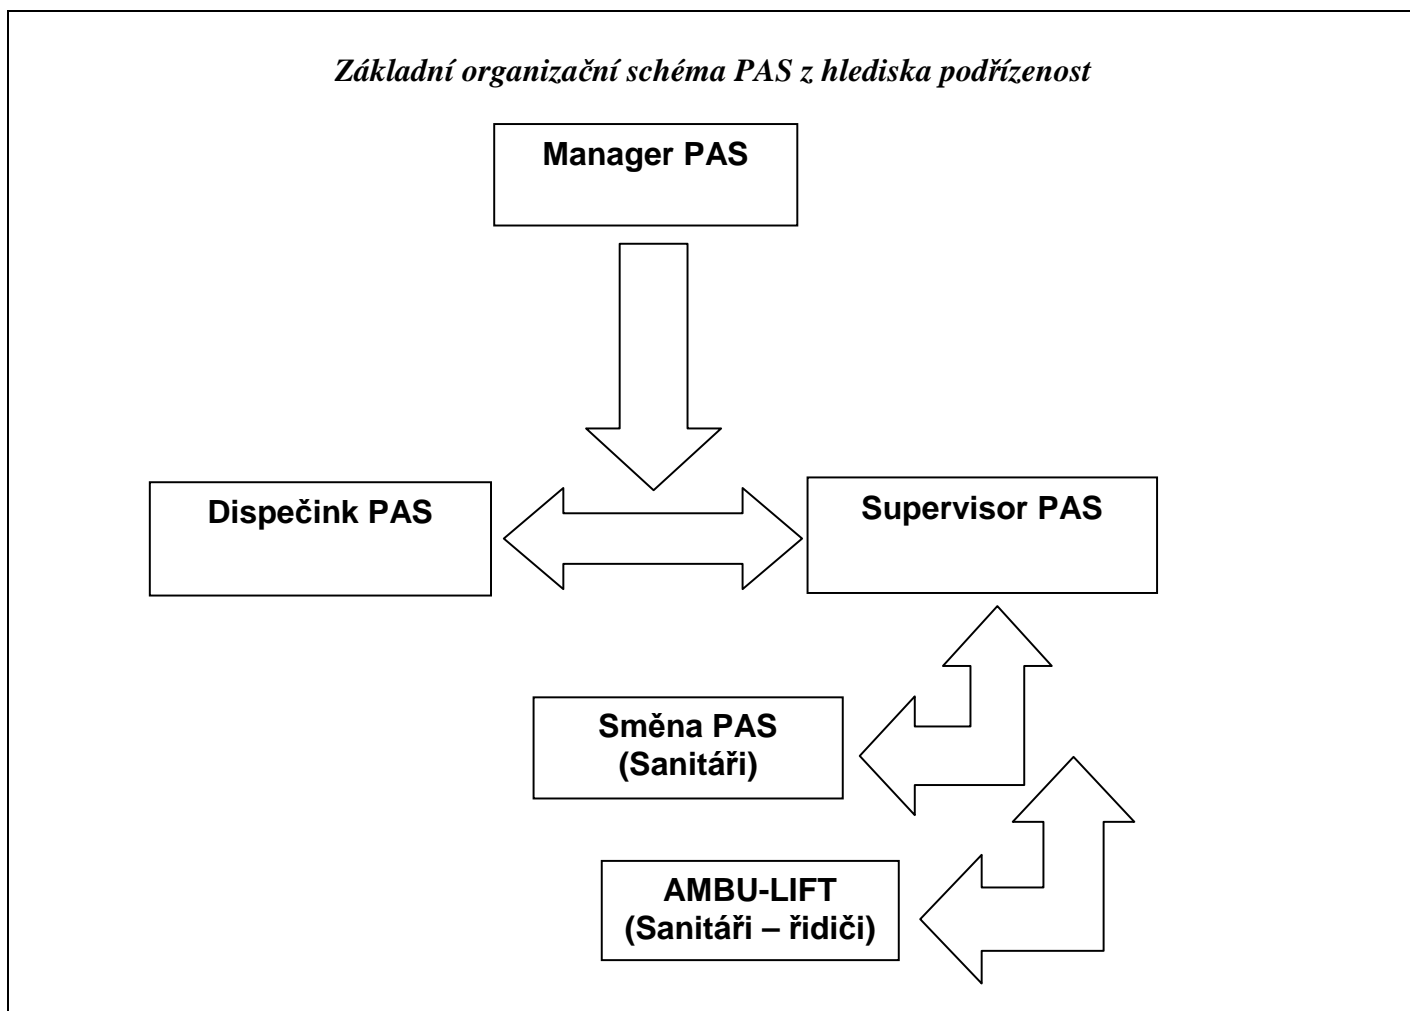 Základní organizační schéma PAS z hlediska podřízenost
Manager PAS
Dispečink PAS
Supervisor PAS
Směna PAS
(Sanitáři)
AMBU-LIFT
(Sanitáři – řidiči)